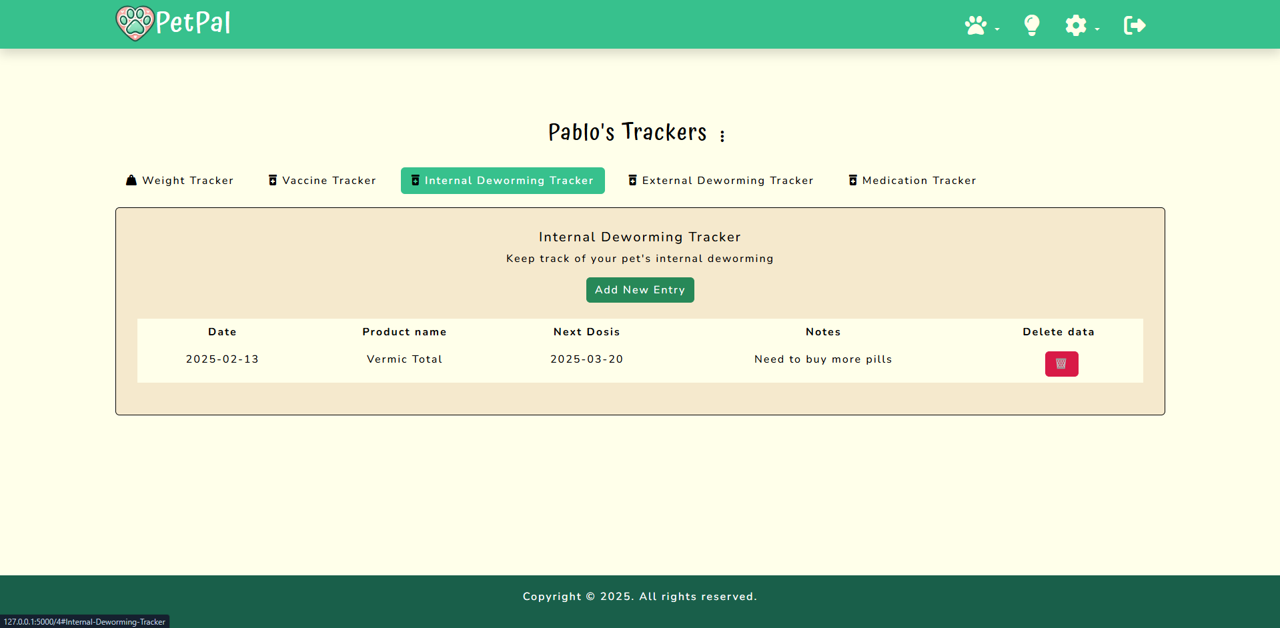 PetPal
Pablo's Trackers
Weight Tracker Vaccine Tracker Internal Deworming Tracker External Deworming Tracker Medication Tracker
Internal Deworming Tracker
Keep track of your pet's internal deworming
Add New Entry
Date Product name Next Dosis Notes Delete data
2025-02-13 Vermic Total 2025-03-20 Need to buy more pills
Copyright © 2025. All rights reserved.
127.0.0.1:5000/4#Internal-Deworming-Tracker